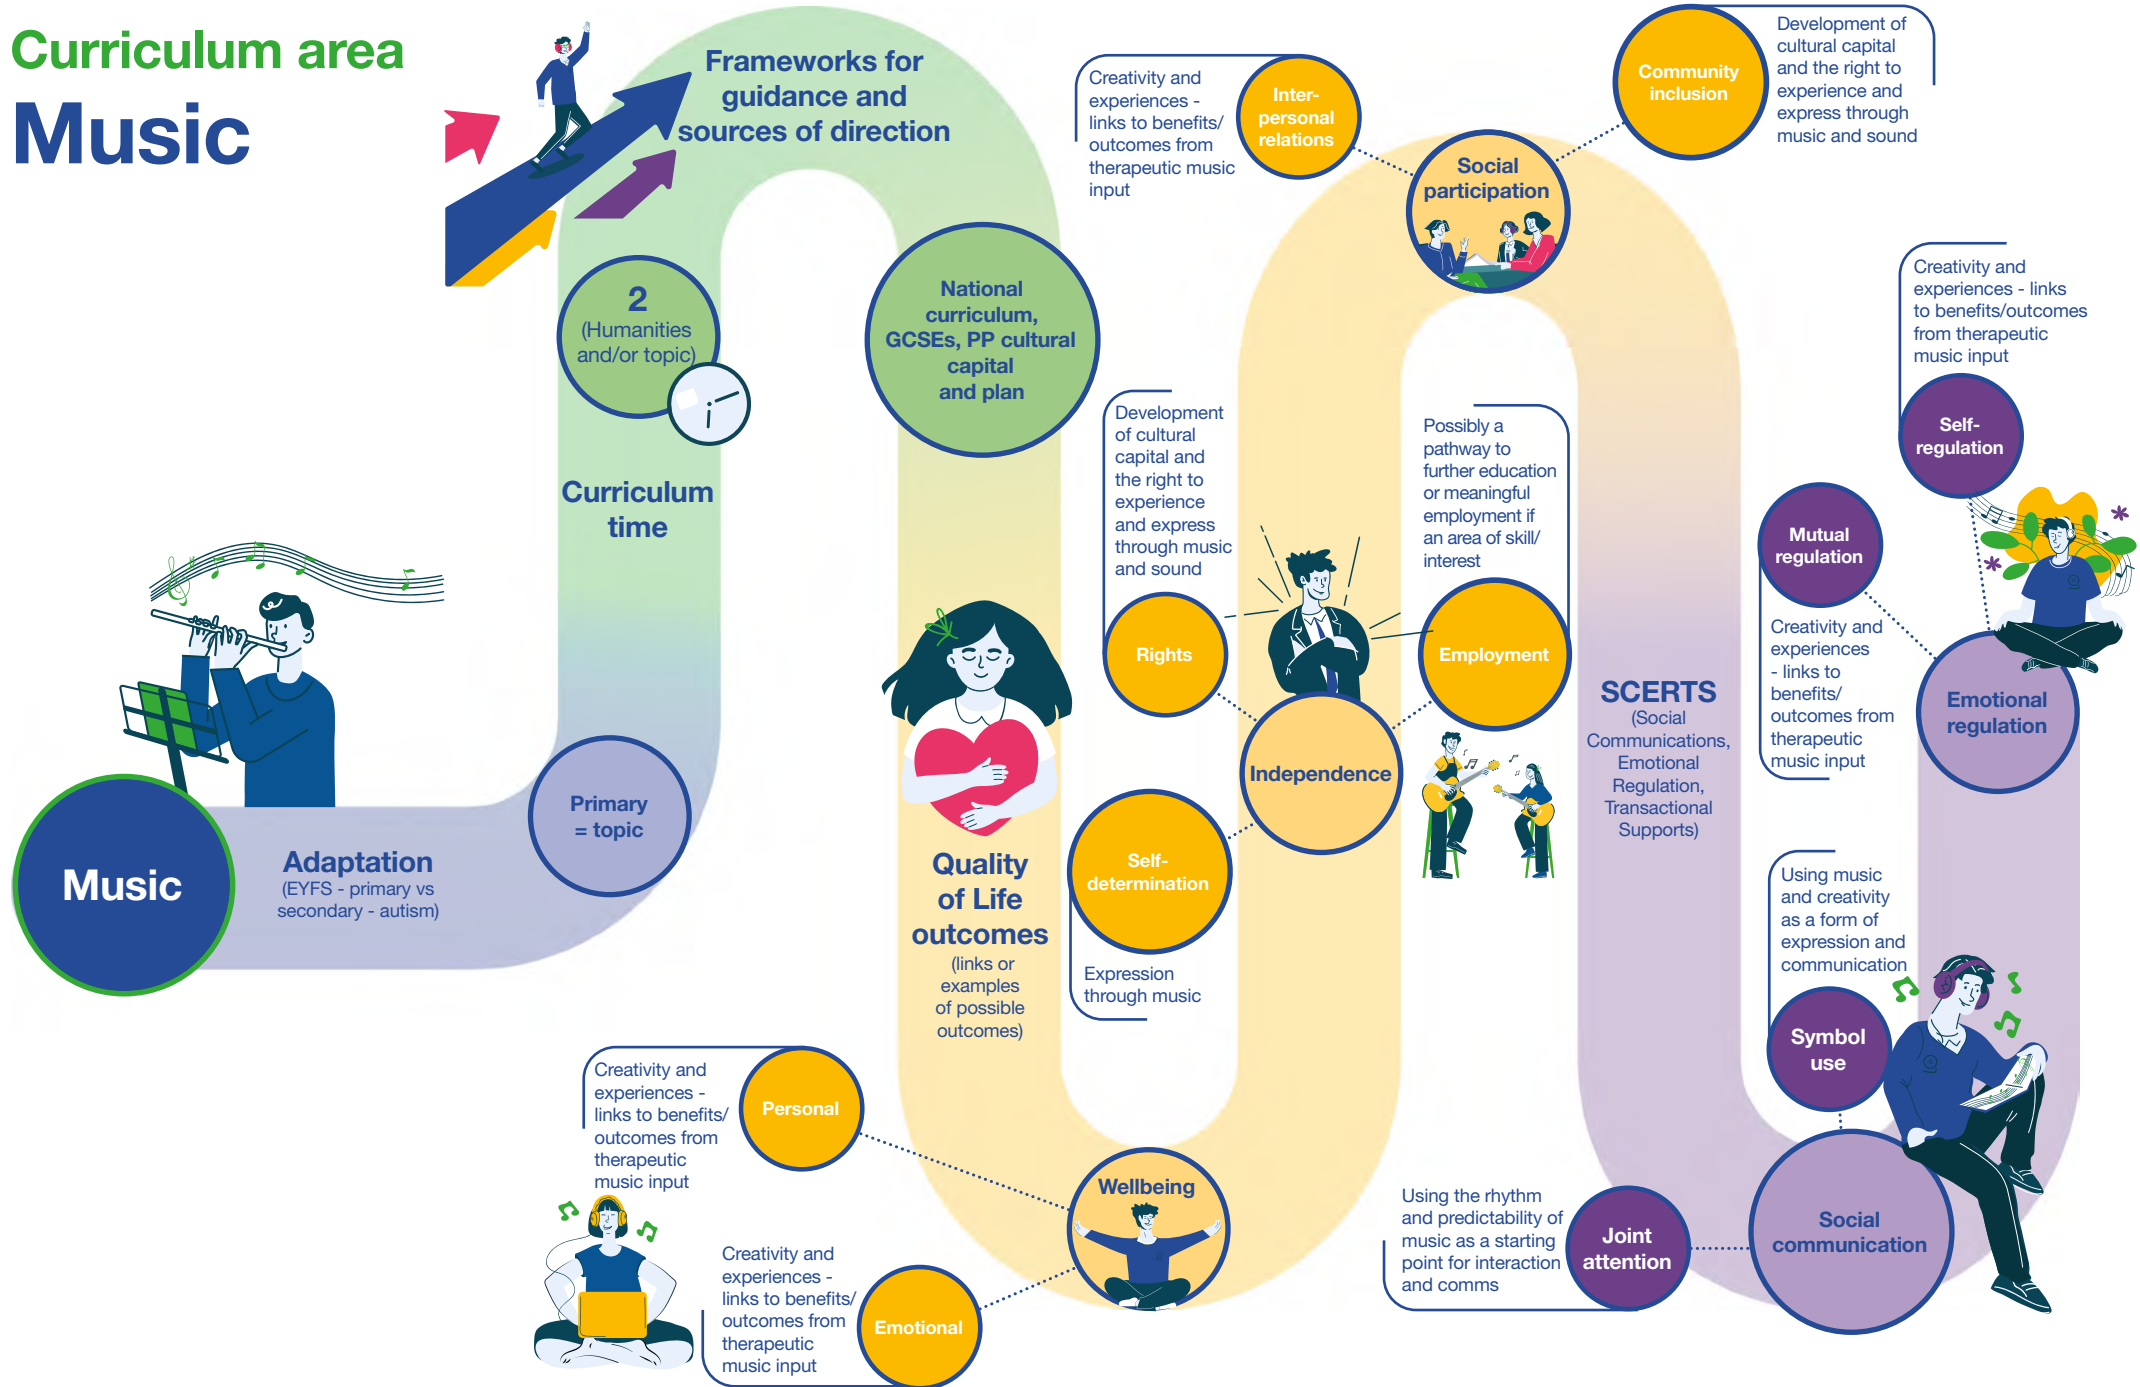 Curriculum area
Music
Music
Adaptation
(EYFS - primary vs
secondary - autism)
Primary
= topic
Curriculum
time
2
(Humanities
and/or topic)
Frameworks for
guidance and
sources of direction
National
curriculum,
GCSEs, PP cultural
capital
and plan
Quality
of Life
outcomes
(links or
examples
of possible
outcomes)
Creativity and
experiences -
links to benefits/
outcomes from
therapeutic
music input
Personal
Creativity and
experiences -
links to benefits/
outcomes from
therapeutic
music input
Emotional
Wellbeing
Development
of cultural
capital and
the right to
experience
and express
through music
and sound
Rights
Self-
determination
Expression
through music
Independence
Possibly a
pathway to
further education
or meaningful
employment if
an area of skill/
interest
Employment
Creativity and
experiences -
links to benefits/
outcomes from
therapeutic music
input
Inter-
personal
relations
Social
participation
Community
inclusion
Development of
cultural capital
and the right to
experience and
express through
music and sound
SCERTS
(Social
Communications,
Emotional
Regulation,
Transactional
Supports)
Using the rhythm
and predictability of
music as a starting
point for interaction
and comms
Joint
attention
Social
communication
Using music
and creativity
as a form of
expression and
communication
Symbol
use
Mutual
regulation
Creativity and
experiences
- links to
benefits/
outcomes from
therapeutic
music input
Creativity and
experiences - links
to benefits/outcomes
from therapeutic
music input
Self-
regulation
Emotional
regulation